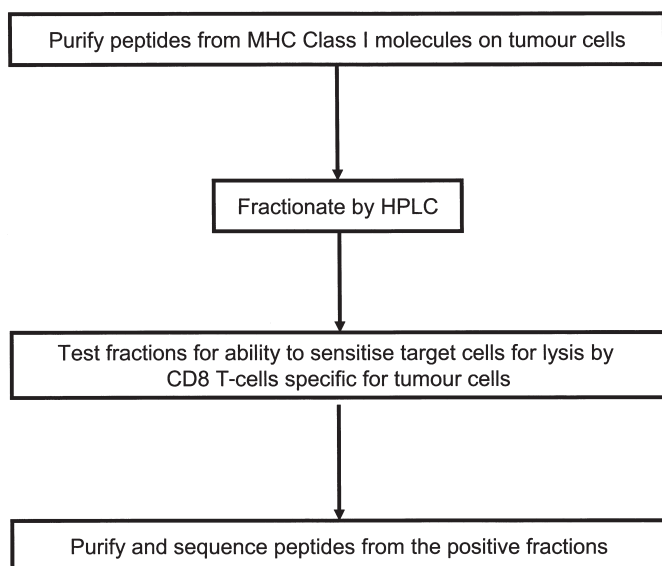 Purify peptides from MHC Class I molecules on tumour cells
Fractionate by HPLC
Test fractions for ability to sensitise target cells for lysis by
CD8 T-cells specific for tumour cells
Purify and sequence peptides from the positive fractions